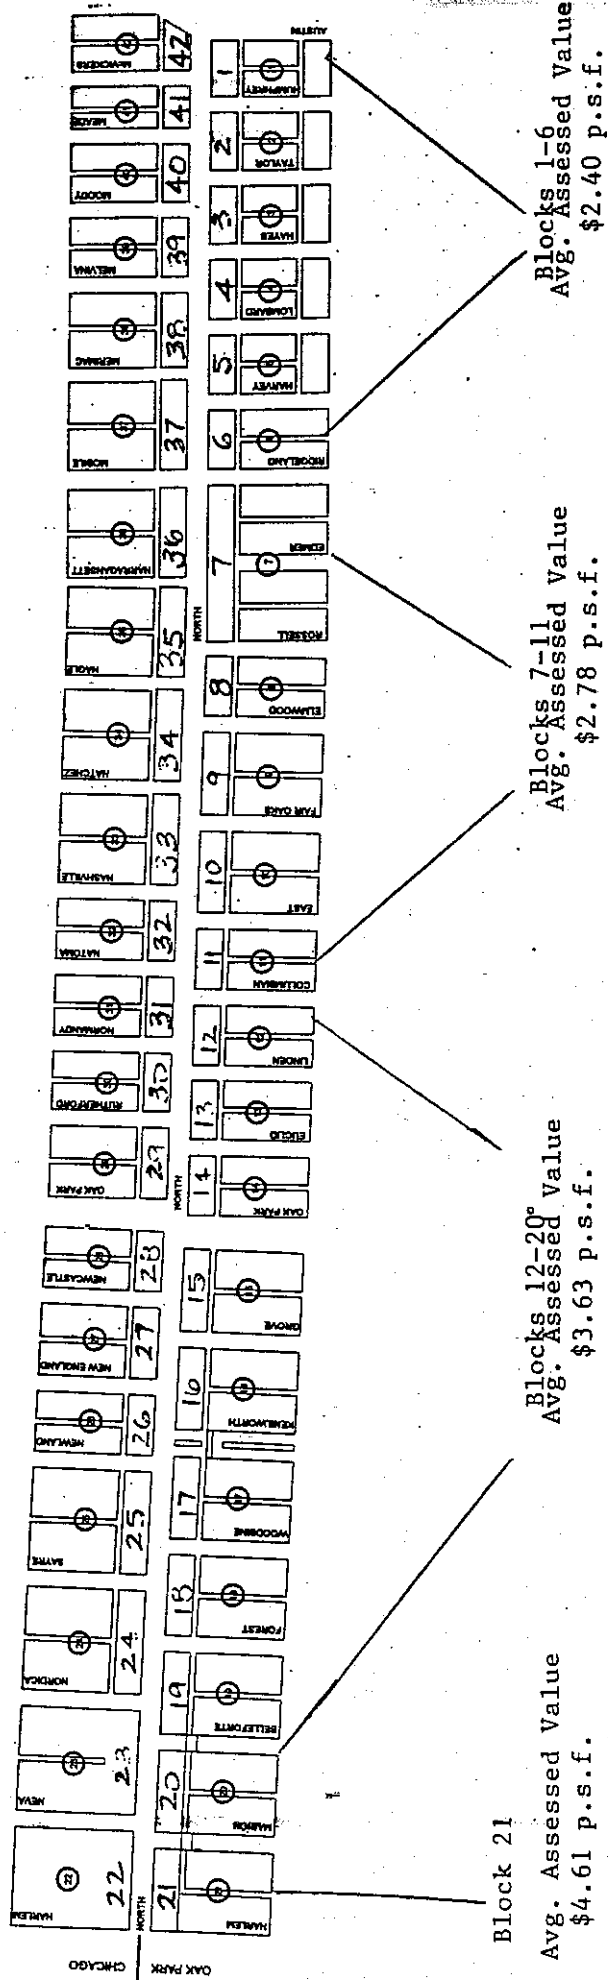 CHICAGO
OAK PARK
NORTH
HARLEM
22
NEVA
23
NORDICA
24
SAYRE
25
NEWLAND
26
NEW ENGLAND
27
NEWCASTLE
28
OAK PARK
29
RUTHERFORD
30
NORMANDY
31
NATOMA
32
NASHVILLE
33
NATCHEZ
34
NAGLE
35
NARRAGANSETT
36
MOBILE
37
MERRIMAC
38
MELVINA
39
MOODY
40
MEADE
41
McVICKERS
42
NORTH
NORTH
21
HARLEM
20
MARION
19
BELLEFORTE
18
FOREST
17
WOODBINE
16
KENILWORTH
15
GROVE
14
OAK PARK
13
EUCLID
12
LINDEN
11
COLUMBIAN
10
EAST
9
FAIR OAKS
8
ELMWOOD
7
ROSSELL
EDMER
6
RIDGELAND
5
HARVEY
4
LOMBARD
3
HAYES
2
TAYLOR
1
HUMPHREY
AUSTIN
Block 21
Avg. Assessed Value
$4.61 p.s.f.
Blocks 12-20
Avg. Assessed Value
$3.63 p.s.f.
Blocks 7-11
Avg. Assessed Value
$2.78 p.s.f.
Blocks 1-6
Avg. Assessed Value
$2.40 p.s.f.